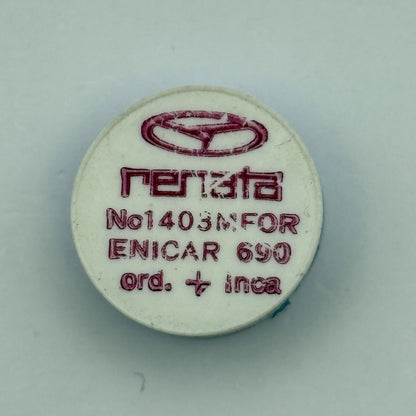 renata
No1403MFOR
ENICAR 690
ord. + inca